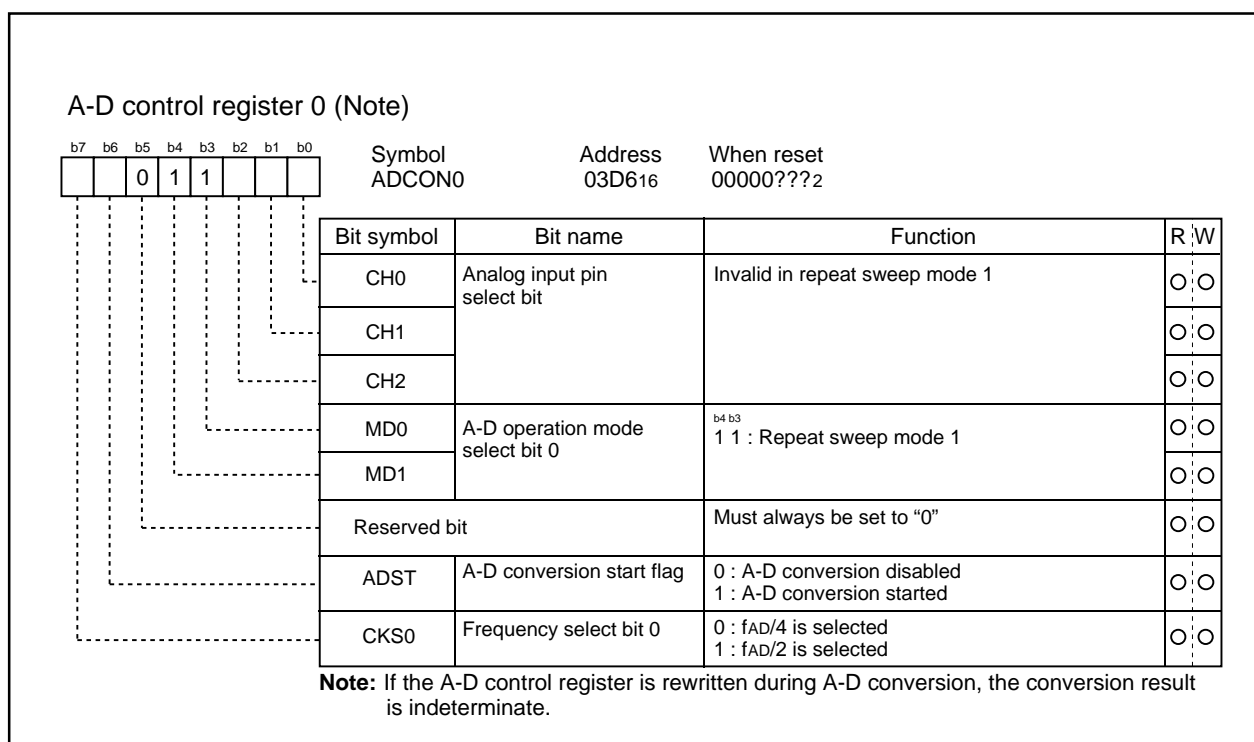 A-D control register 0 (Note)
b7 b6 b5 b4 b3 b2 b1 b0
0 1 1
Symbol Address When reset
ADCON0 03D616 00000???2
Bit symbol Bit name Function R W
CH0 Analog input pin Invalid in repeat sweep mode 1
select bit
CH1
CH2
MD0 A-D operation mode b4 b3
select bit 0 1 1 : Repeat sweep mode 1
MD1
Reserved bit Must always be set to “0”
ADST A-D conversion start flag 0 : A-D conversion disabled
1 : A-D conversion started
CKS0 Frequency select bit 0 0 : fAD/4 is selected
1 : fAD/2 is selected
Note: If the A-D control register is rewritten during A-D conversion, the conversion result
is indeterminate.